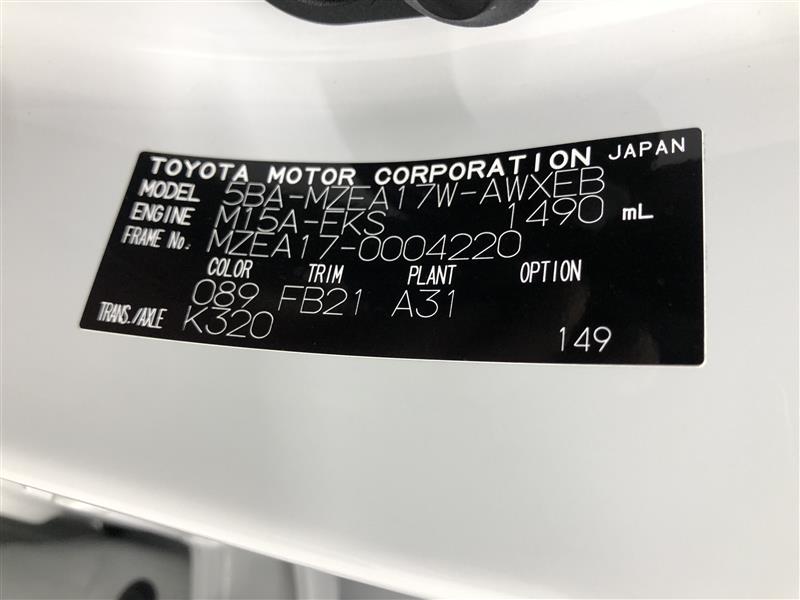 TOYOTA MOTOR CORPORATION JAPAN
MODEL 5BA-MZEA17W-AWXEB
ENGINE M15A-EKS 1490 mL
FRAME No. MZEA17-0004220
COLOR TRIM PLANT OPTION
089 FB21 A31
TRANS./AXLE K320
149